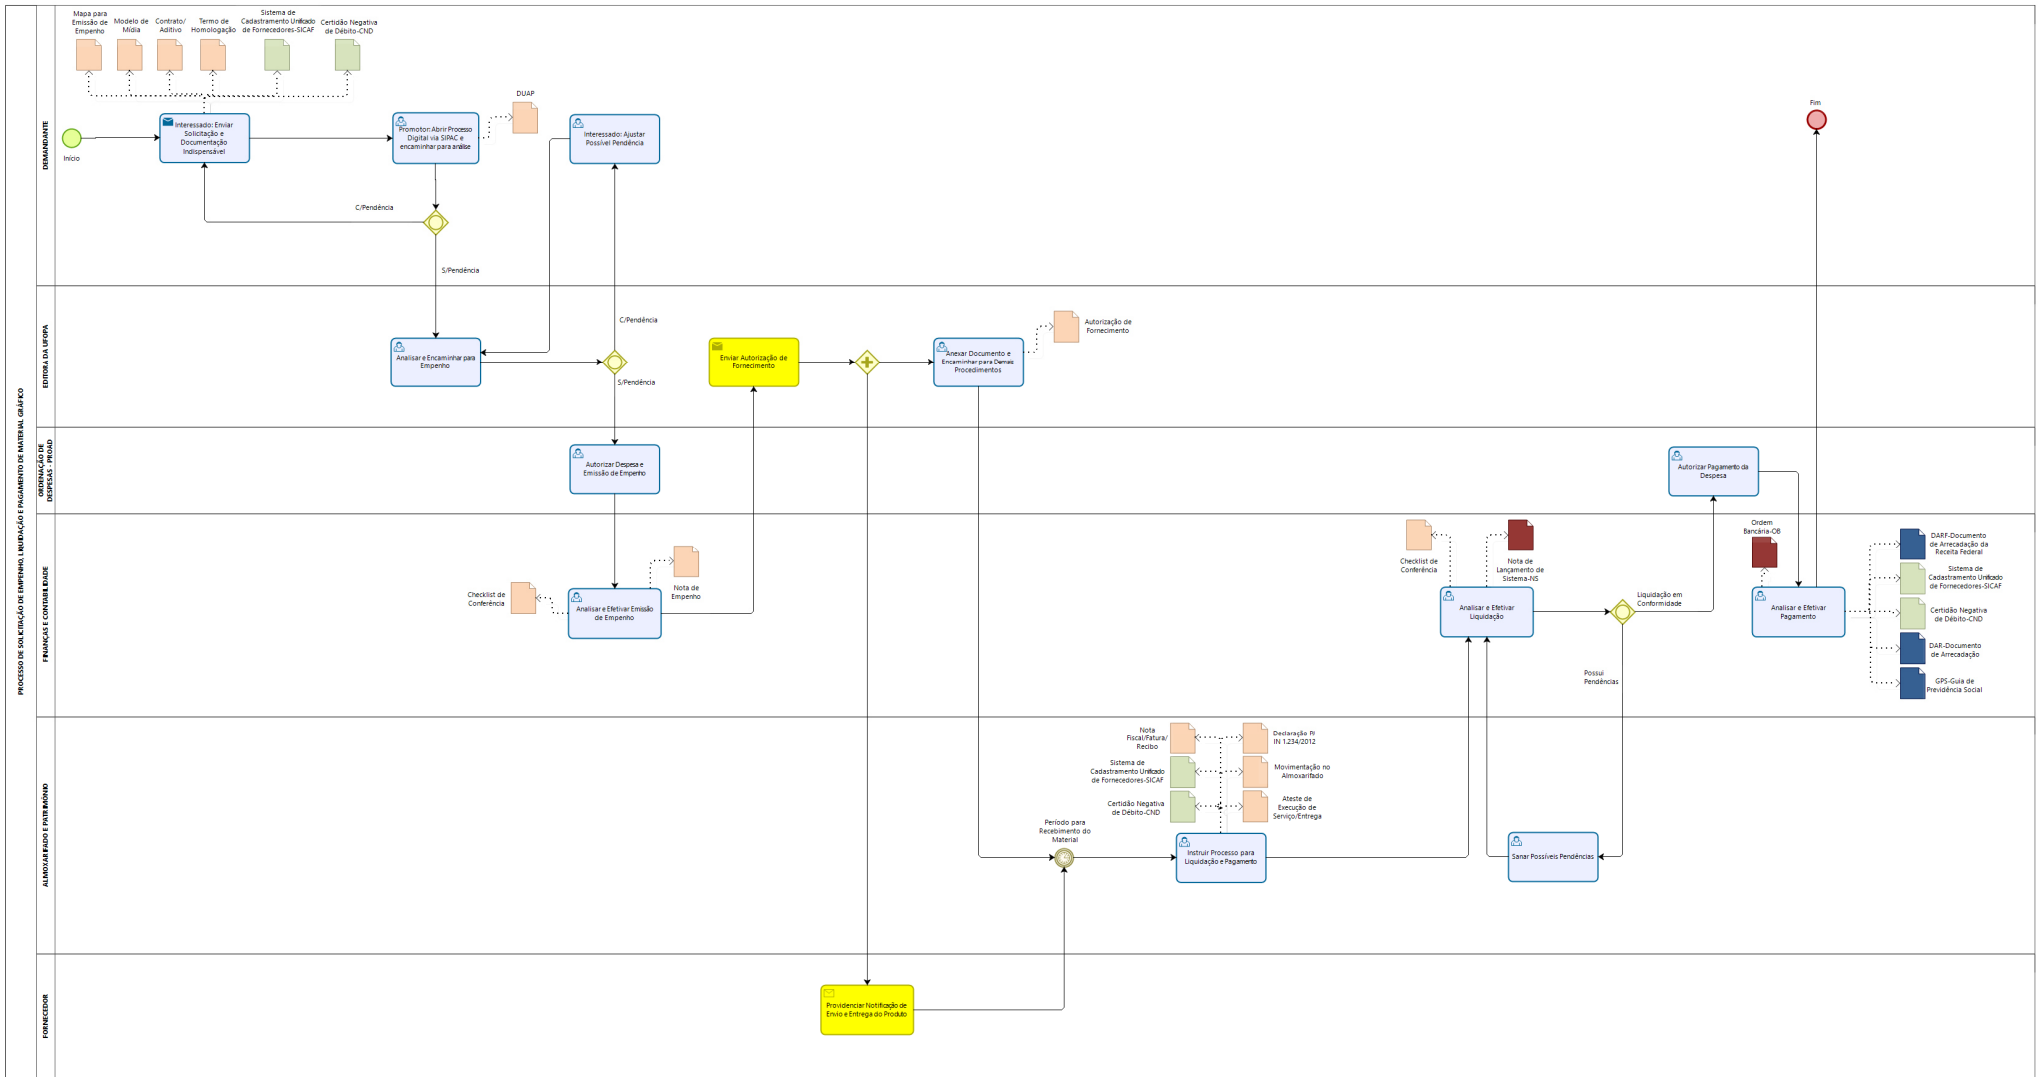 PROCESSO DE SOLICITAÇÃO DE EMPENHO, LIQUIDAÇÃO E PAGAMENTO DE MATERIAL GRÁFICO
DEMANDANTE
Mapa para
Emissão de
Empenho
Modelo de
Mídia
Contrato/
Aditivo
Termo de
Homologação
Sistema de
Cadastramento Unificado
de Fornecedores-SICAF
Certidão Negativa
de Débito-CND
Início
Interessado: Enviar
Solicitação e
Documentação
Indispensável
Promotor: Abrir Processo
Digital via SIPAC e
encaminhar para análise
DUAP
Interessado: Ajustar
Possível Pendência
Fim
C/Pendência
S/Pendência
EDITORA DA UFOPA
C/Pendência
Analisar e Encaminhar para
Empenho
S/Pendência
Enviar Autorização de
Fornecimento
Anexar Documento e
Encaminhar para Demais
Procedimentos
Autorização de
Fornecimento
ORDENAÇÃO DE
DESPESAS - PROAD
Autorizar Despesa e
Emissão de Empenho
Autorizar Pagamento da
Despesa
FINANÇAS E CONTABILIDADE
Checklist de
Conferência
Nota de
Empenho
Analisar e Efetivar Emissão
de Empenho
Checklist de
Conferência
Nota de
Lançamento de
Sistema-NS
Analisar e Efetivar
Liquidação
Liquidação em
Conformidade
Possui
Pendências
Ordem
Bancária-OB
Analisar e Efetivar
Pagamento
DARF-Documento
de Arrecadação da
Receita Federal
Sistema de
Cadastramento Unificado
de Fornecedores-SICAF
Certidão Negativa
de Débito-CND
DAR-Documento
de Arrecadação
GPS-Guia de
Previdência Social
ALMOXARIFADO E PATRIMÔNIO
Nota
Fiscal/Fatura/
Recibo
Sistema de
Cadastramento Unificado
de Fornecedores-SICAF
Certidão Negativa
de Débito-CND
Declaração PJ
IN 1.234/2012
Movimentação no
Almoxarifado
Ateste de
Execução de
Serviço/Entrega
Período para
Recebimento do
Material
Instruir Processo para
Liquidação e Pagamento
Sanar Possíveis Pendências
FORNECEDOR
Providenciar Notificação de
Envio e Entrega do Produto